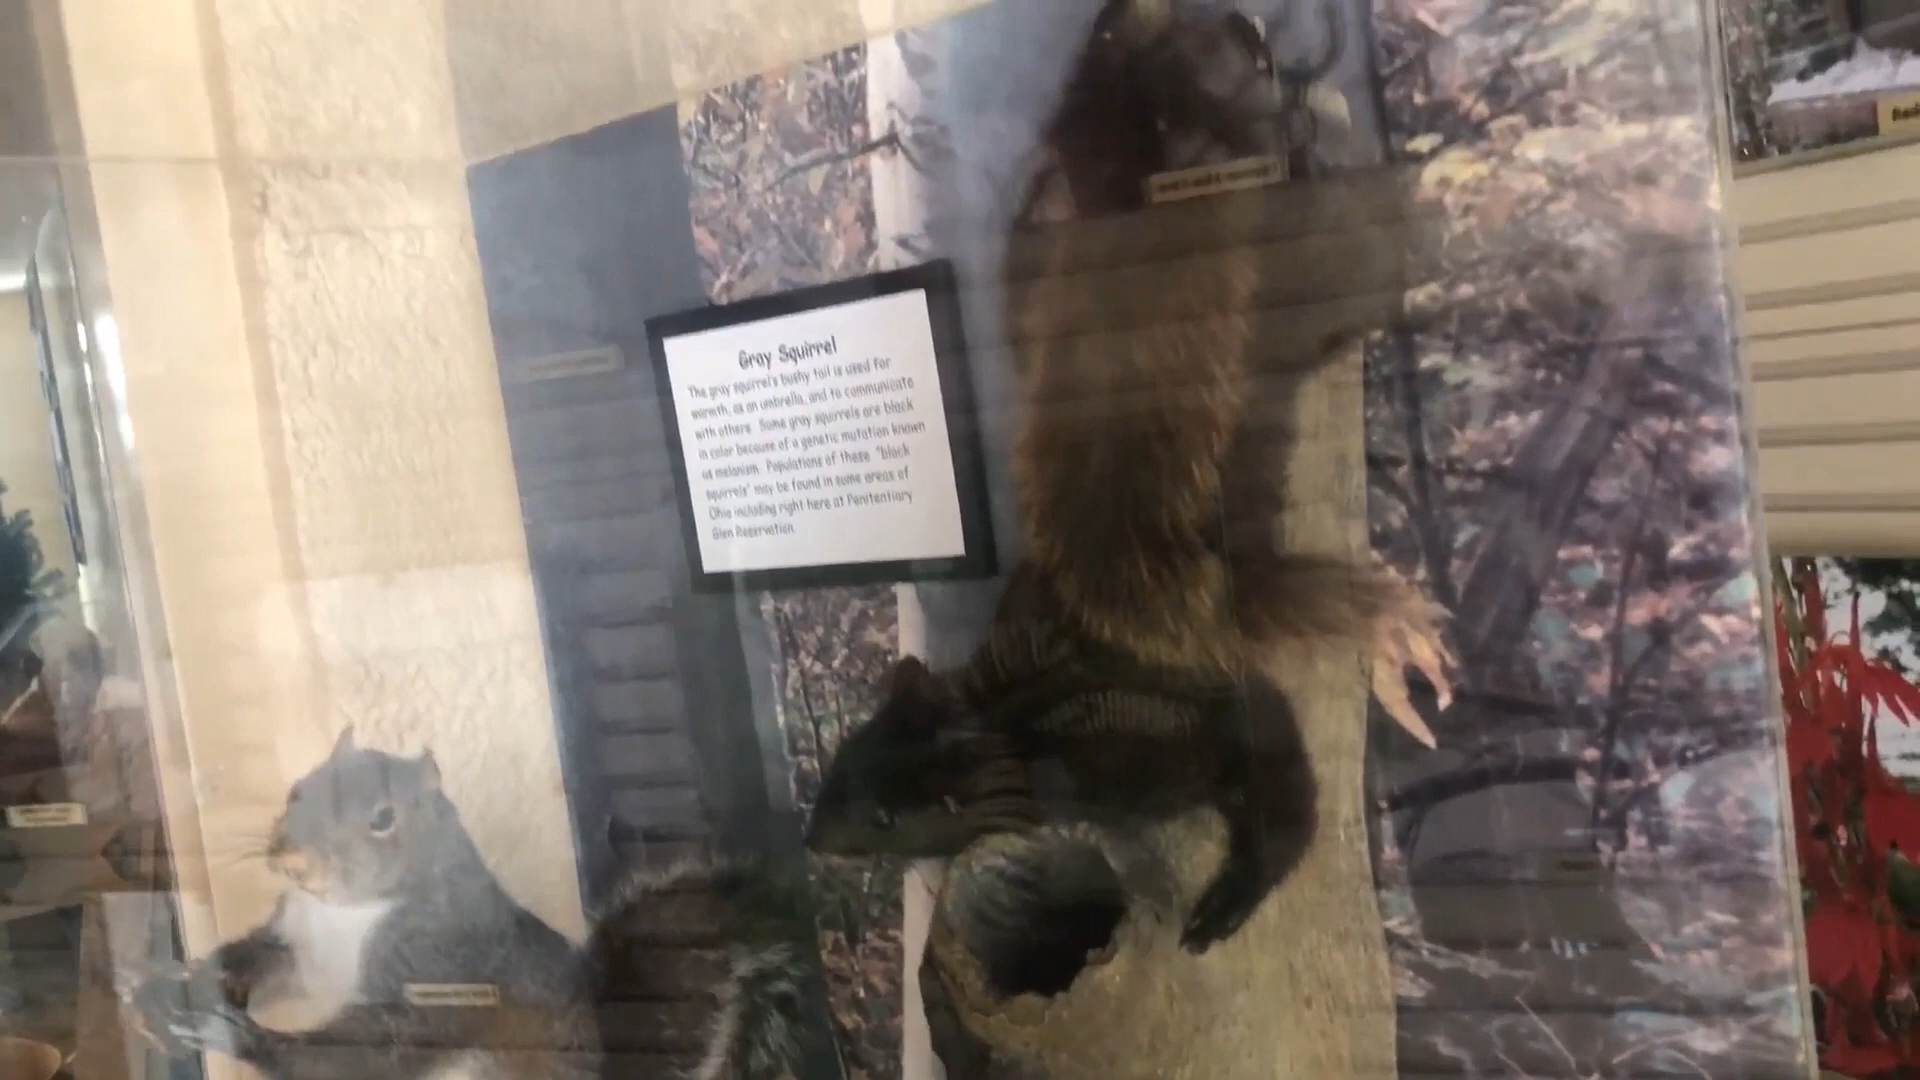 Gray Squirrel
The gray squirrel's bushy tail is used for
warmth, as an umbrella, and to communicate
with others. Some gray squirrels are black
in color because of a genetic mutation known
as melanism. Populations of these "black
squirrels" may be found in some areas of
Ohio including right here at Penitentiary
Glen Reservation.